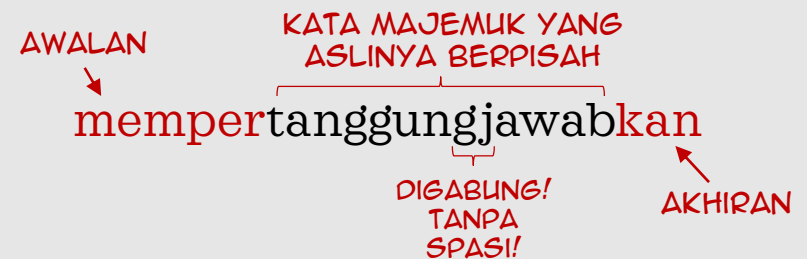 AWALAN
KATA MAJEMUK YANG
ASLINYA BERPISAH
mempertanggungjawabkan
DIGABUNG!
TANPA
SPASI!
AKHIRAN